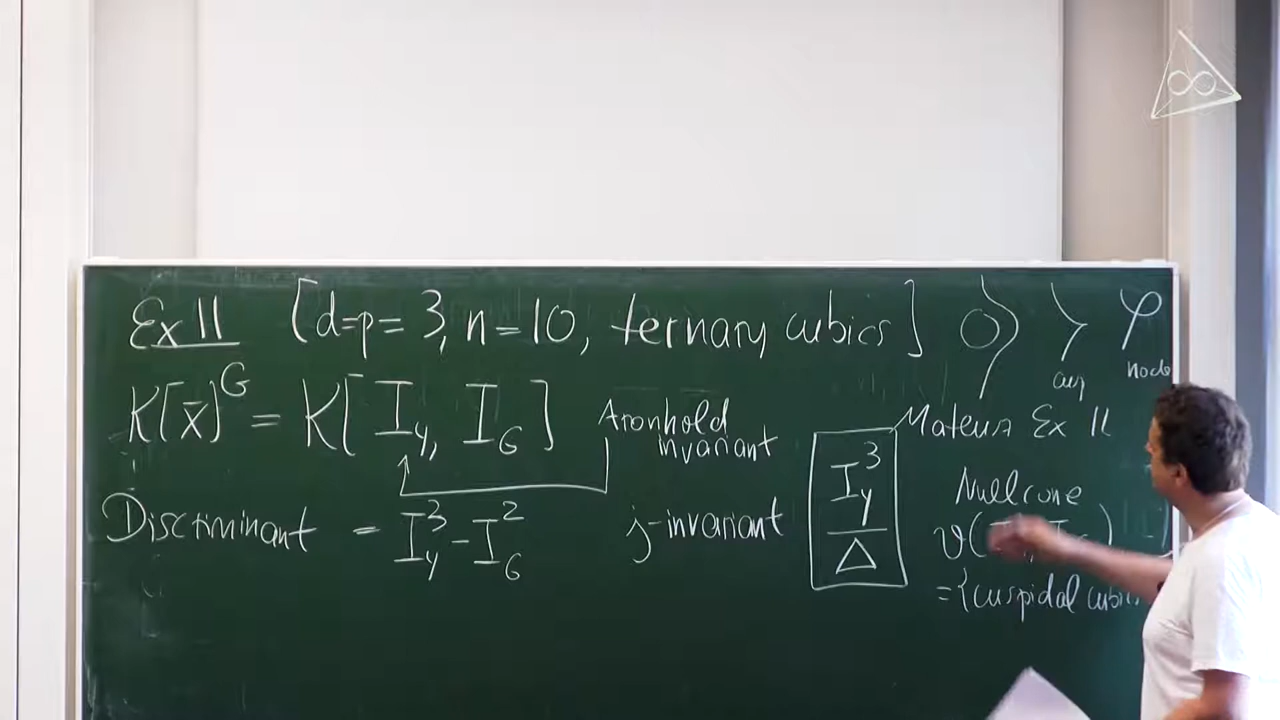 Ex 11 [d=p=3, n=10, ternary cubics]
cusp node
K[x̄]^G = K[I_4, I_6] Aronhold invariant
Mateusz Ex 11
Discriminant = I_4^3 - I_6^2
j-invariant I_4^3 / Δ
Nullcone
= {cuspidal cubics